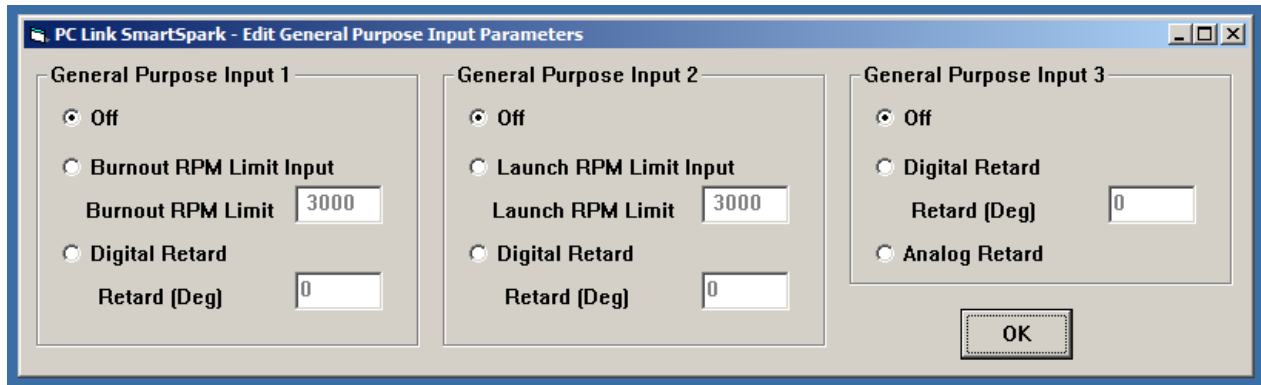 PC Link SmartSpark - Edit General Purpose Input Parameters
General Purpose Input 1
Off
Burnout RPM Limit Input
Burnout RPM Limit 3000
Digital Retard
Retard (Deg) 0
General Purpose Input 2
Off
Launch RPM Limit Input
Launch RPM Limit 3000
Digital Retard
Retard (Deg) 0
General Purpose Input 3
Off
Digital Retard
Retard (Deg) 0
Analog Retard
OK